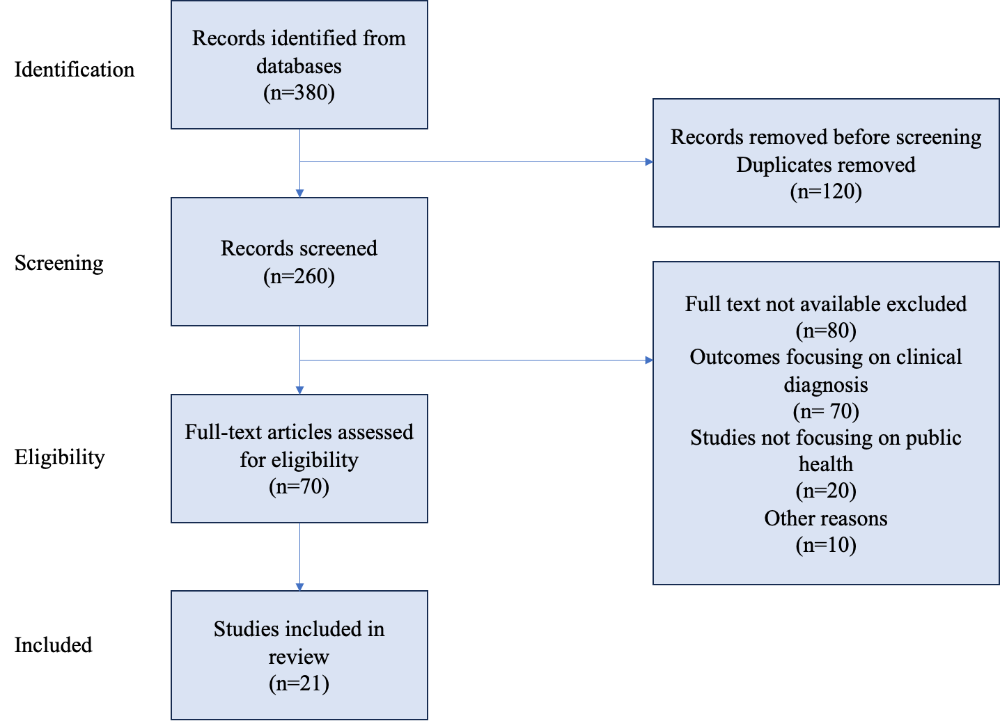 Identification
Records identified from
databases
(n=380)
Records removed before screening
Duplicates removed
(n=120)
Screening
Records screened
(n=260)
Full text not available excluded
(n=80)
Outcomes focusing on clinical
diagnosis
(n= 70)
Studies not focusing on public
health
(n=20)
Other reasons
(n=10)
Eligibility
Full-text articles assessed
for eligibility
(n=70)
Included
Studies included in
review
(n=21)